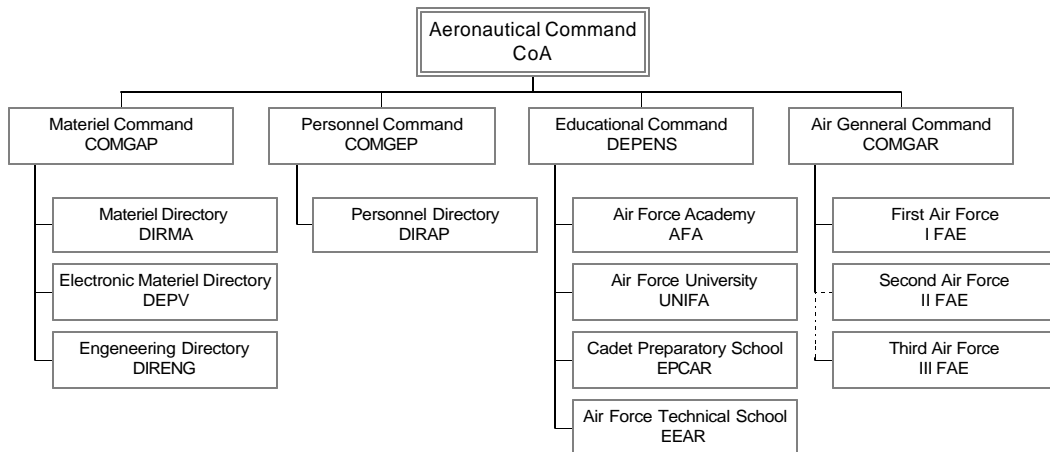 Aeronautical Command
CoA
Materiel Command
COMGAP
Personnel Command
COMGEP
Educational Command
DEPENS
Air Genneral Command
COMGAR
Materiel Directory
DIRMA
Electronic Materiel Directory
DEPV
Engeneering Directory
DIRENG
Personnel Directory
DIRAP
Air Force Academy
AFA
Air Force University
UNIFA
Cadet Preparatory School
EPCAR
Air Force Technical School
EEAR
First Air Force
I FAE
Second Air Force
II FAE
Third Air Force
III FAE